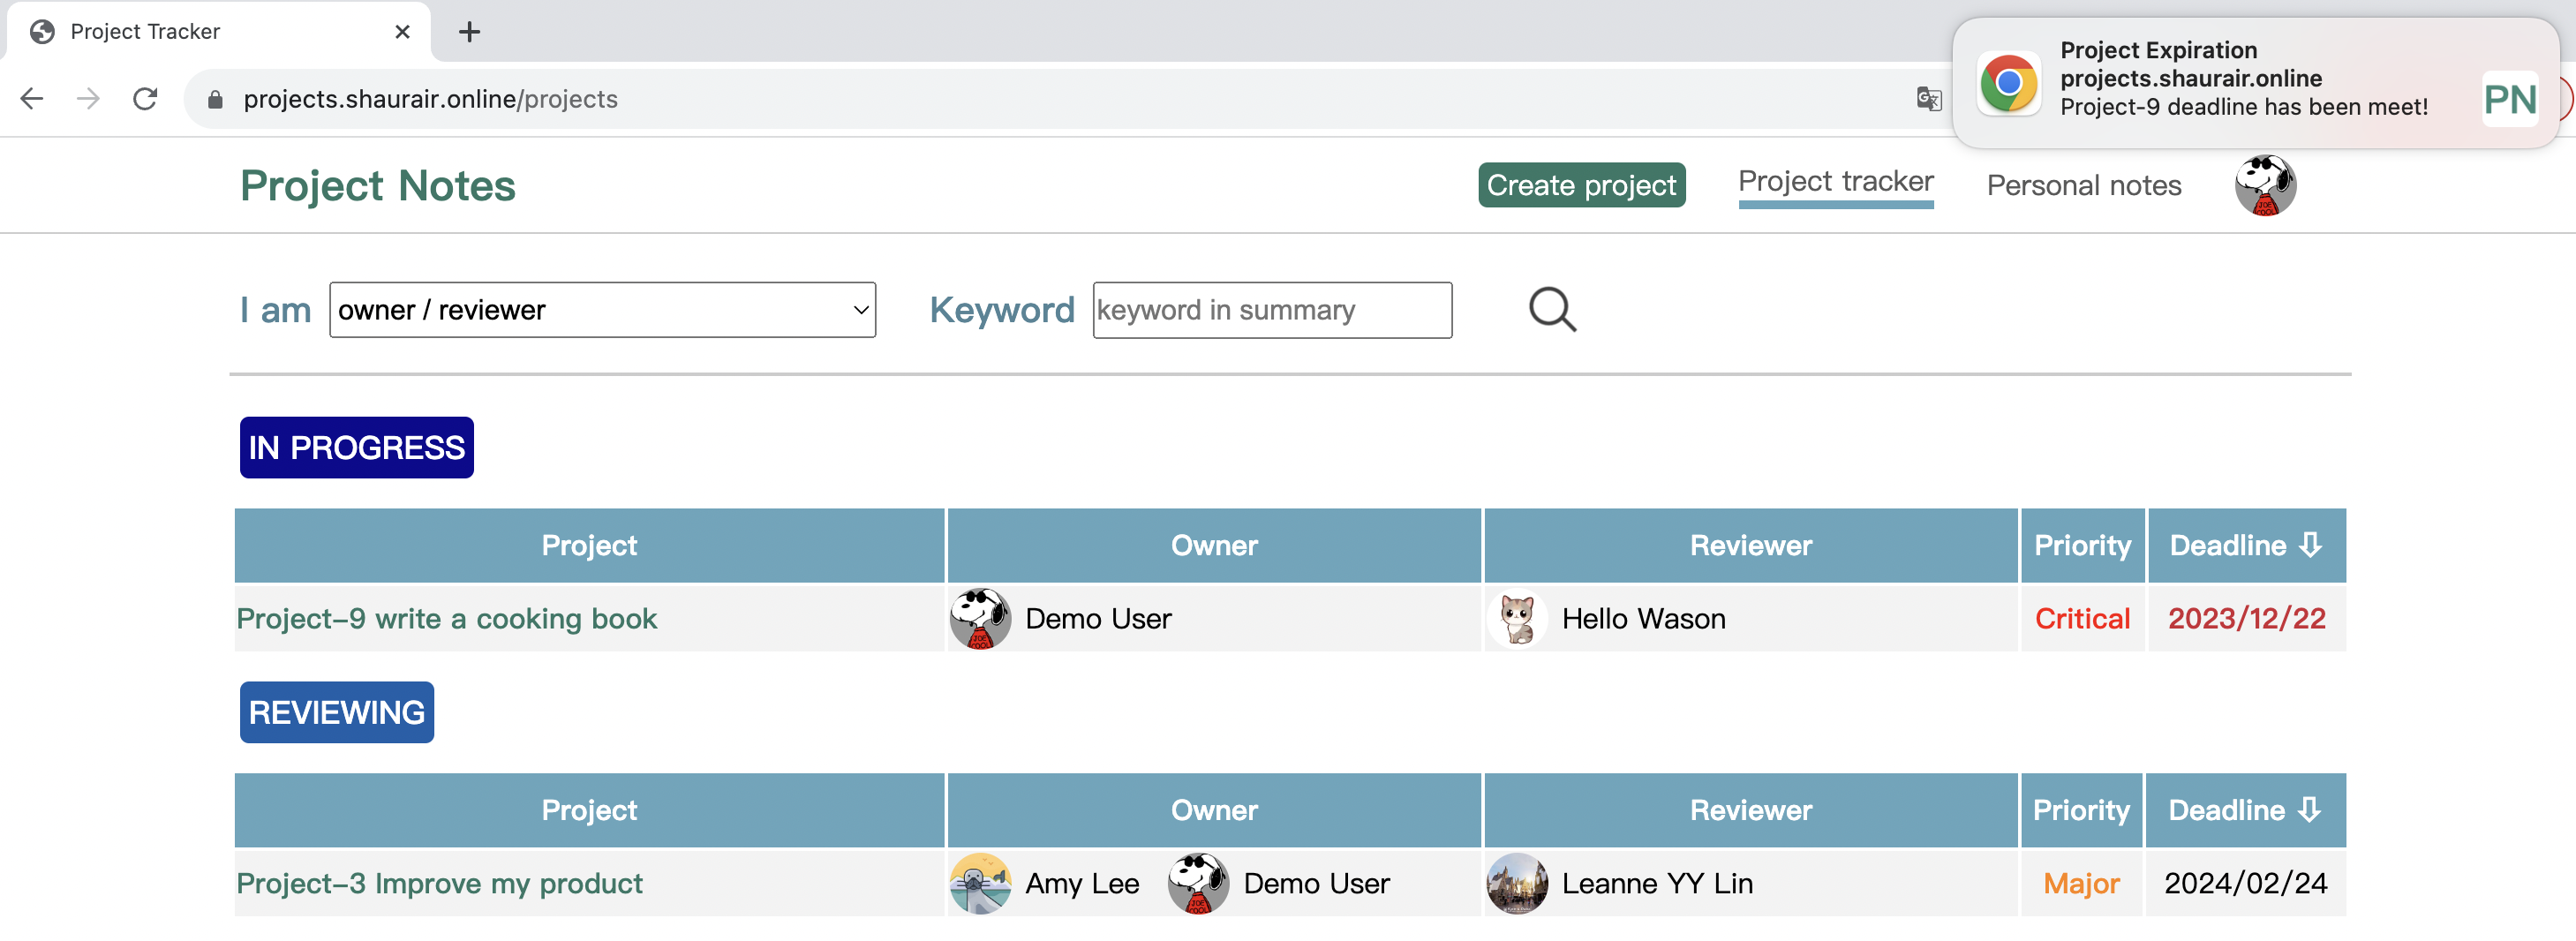 Project Tracker
Project Expiration
projects.shaurair.online
Project-9 deadline has been meet!
PN
projects.shaurair.online/projects
Project Notes
Create project
Project tracker
Personal notes
I am
owner / reviewer
Keyword
keyword in summary
IN PROGRESS
Project Owner Reviewer Priority Deadline ⇩
Project-9 write a cooking book Demo User Hello Wason Critical 2023/12/22
REVIEWING
Project Owner Reviewer Priority Deadline ⇩
Project-3 Improve my product Amy Lee Demo User Leanne YY Lin Major 2024/02/24